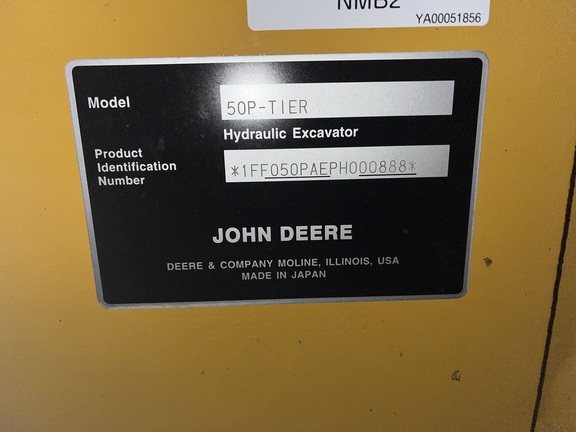 NMB2
YA00051856
Model
50P-TIER
Hydraulic Excavator
Product
Identification
Number
*1FF050PAEPH000888*
JOHN DEERE
DEERE & COMPANY MOLINE, ILLINOIS, USA
MADE IN JAPAN